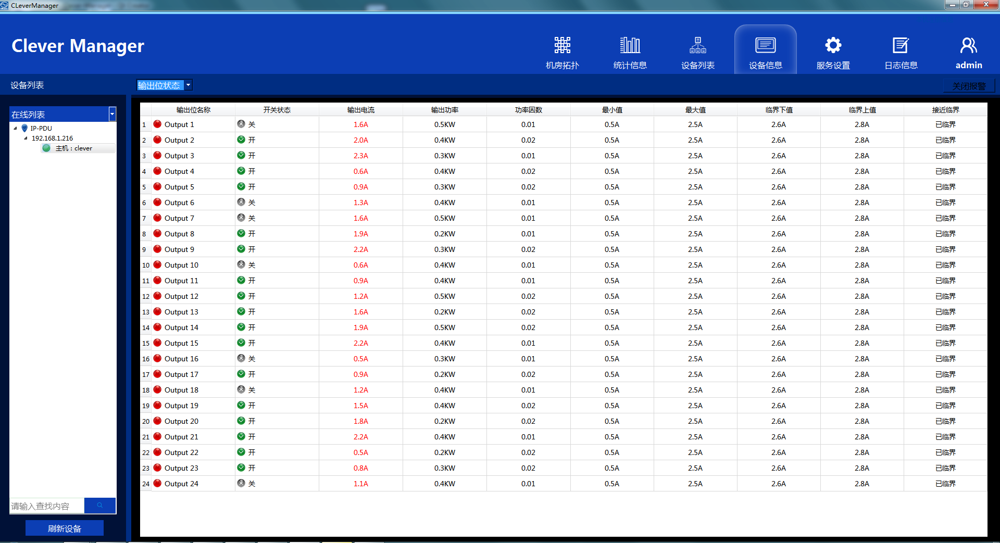 CLeverManager
Clever Manager
机房拓扑 统计信息 设备列表 设备信息 服务设置 日志信息 admin
设备列表 输出位状态 关闭报警
在线列表
IP-PDU
192.168.1.216
主机：clever
请输入查找内容
刷新设备
输出位名称 开关状态 输出电流 输出功率 功率因数 最小值 最大值 临界下值 临界上值 接近临界
1 Output 1 关 1.6A 0.5KW 0.01 0.5A 2.5A 2.6A 2.8A 已临界
2 Output 2 开 2.0A 0.4KW 0.02 0.5A 2.5A 2.6A 2.8A 已临界
3 Output 3 开 2.3A 0.3KW 0.01 0.5A 2.5A 2.6A 2.8A 已临界
4 Output 4 开 0.6A 0.4KW 0.02 0.5A 2.5A 2.6A 2.8A 已临界
5 Output 5 开 0.9A 0.3KW 0.02 0.5A 2.5A 2.6A 2.8A 已临界
6 Output 6 关 1.3A 0.4KW 0.01 0.5A 2.5A 2.6A 2.8A 已临界
7 Output 7 关 1.6A 0.5KW 0.01 0.5A 2.5A 2.6A 2.8A 已临界
8 Output 8 开 1.9A 0.2KW 0.01 0.5A 2.5A 2.6A 2.8A 已临界
9 Output 9 开 2.2A 0.3KW 0.02 0.5A 2.5A 2.6A 2.8A 已临界
10 Output 10 关 0.6A 0.4KW 0.01 0.5A 2.5A 2.6A 2.8A 已临界
11 Output 11 开 0.9A 0.4KW 0.01 0.5A 2.5A 2.6A 2.8A 已临界
12 Output 12 开 1.2A 0.5KW 0.02 0.5A 2.5A 2.6A 2.8A 已临界
13 Output 13 开 1.6A 0.2KW 0.02 0.5A 2.5A 2.6A 2.8A 已临界
14 Output 14 开 1.9A 0.5KW 0.02 0.5A 2.5A 2.6A 2.8A 已临界
15 Output 15 开 2.2A 0.4KW 0.01 0.5A 2.5A 2.6A 2.8A 已临界
16 Output 16 关 0.5A 0.3KW 0.01 0.5A 2.5A 2.6A 2.8A 已临界
17 Output 17 开 0.9A 0.2KW 0.02 0.5A 2.5A 2.6A 2.8A 已临界
18 Output 18 关 1.2A 0.4KW 0.01 0.5A 2.5A 2.6A 2.8A 已临界
19 Output 19 开 1.5A 0.4KW 0.02 0.5A 2.5A 2.6A 2.8A 已临界
20 Output 20 开 1.8A 0.2KW 0.02 0.5A 2.5A 2.6A 2.8A 已临界
21 Output 21 开 2.2A 0.4KW 0.01 0.5A 2.5A 2.6A 2.8A 已临界
22 Output 22 开 0.5A 0.2KW 0.02 0.5A 2.5A 2.6A 2.8A 已临界
23 Output 23 开 0.8A 0.3KW 0.02 0.5A 2.5A 2.6A 2.8A 已临界
24 Output 24 关 1.1A 0.4KW 0.01 0.5A 2.5A 2.6A 2.8A 已临界